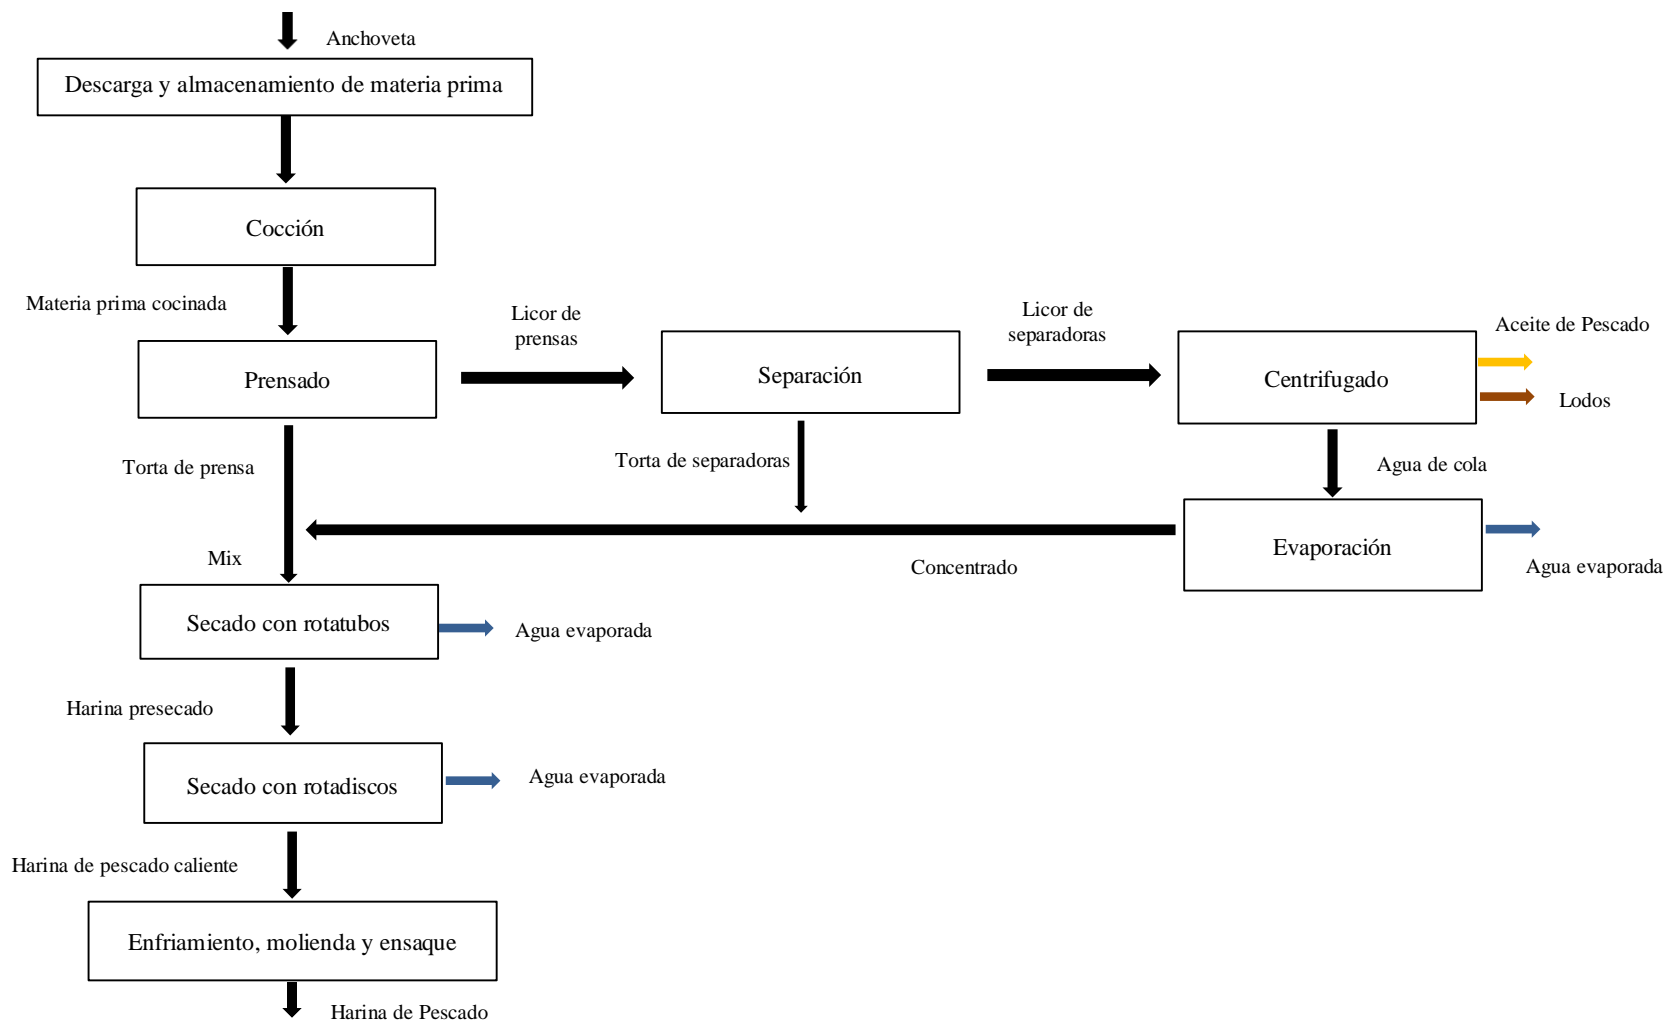 Anchoveta
Descarga y almacenamiento de materia prima
Cocción
Materia prima cocinada
Licor de
prensas
Licor de
separadoras
Aceite de Pescado
Prensado
Separación
Centrifugado
Lodos
Torta de prensa
Torta de separadoras
Agua de cola
Mix
Concentrado
Evaporación
Agua evaporada
Secado con rotatubos
Agua evaporada
Harina presecado
Secado con rotadiscos
Agua evaporada
Harina de pescado caliente
Enfriamiento, molienda y ensaque
Harina de Pescado